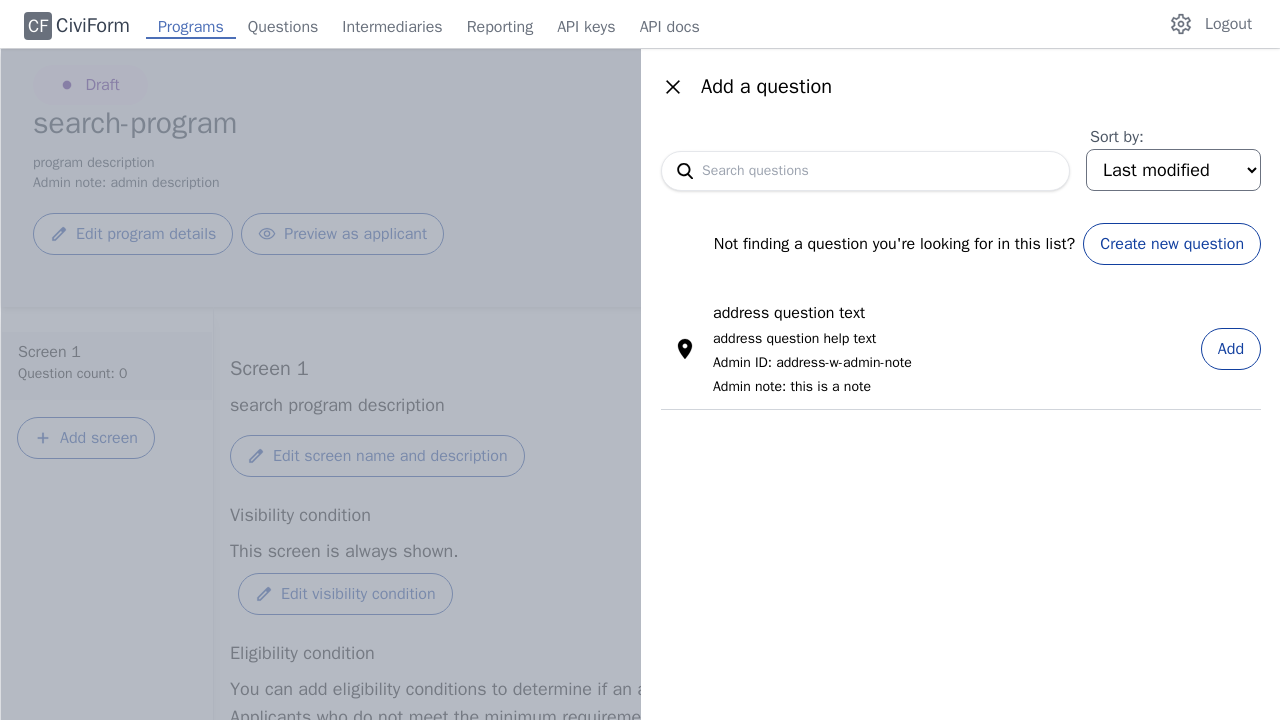 CF CiviForm Programs Questions Intermediaries Reporting API keys API docs Logout
Draft
search-program
program description
Admin note: admin description
Edit program details Preview as applicant
Screen 1
Question count: 0
Add screen
Screen 1
search program description
Edit screen name and description
Visibility condition
This screen is always shown.
Edit visibility condition
Eligibility condition
You can add eligibility conditions to determine if an
Applicants who do not meet the minimum
Add a question
Sort by:
Search questions
Last modified
Not finding a question you're looking for in this list? Create new question
address question text
address question help text
Admin ID: address-w-admin-note
Admin note: this is a note
Add